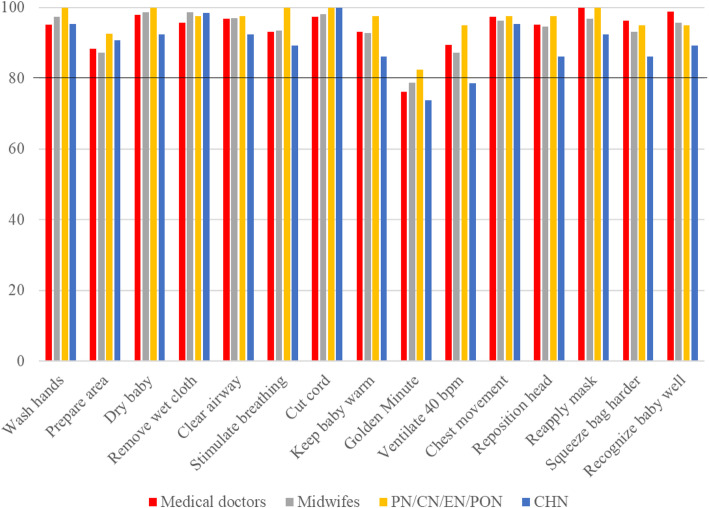 100
80
60
40
20
0
Wash hands
Prepare area
Dry baby
Remove wet cloth
Clear airway
Stimulate breathing
Cut cord
Keep baby warm
Golden Minute
Ventilate 40 bpm
Chest movement
Reposition head
Reapply mask
Squeeze bag harder
Recognize baby well
Medical doctors Midwifes PN/CN/EN/PON CHN